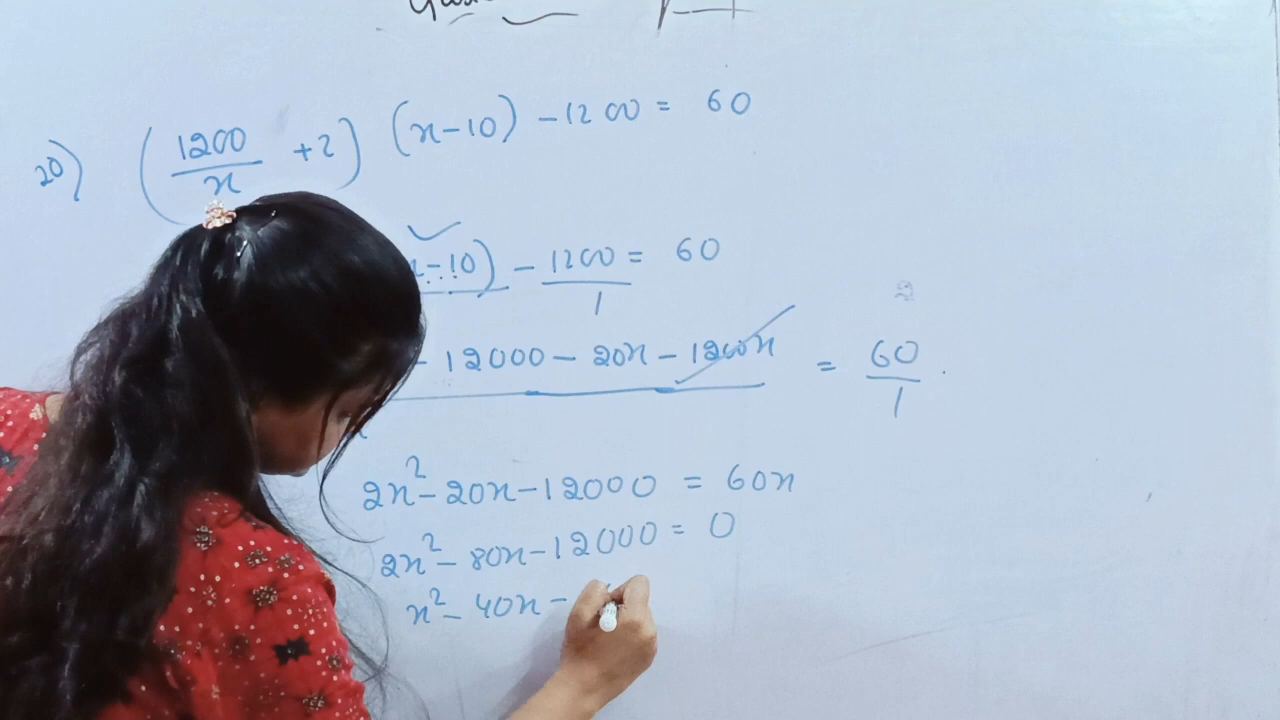 20) (1200/x + 2) (x-10) -1200 = 60
-10) - 1200/1 = 60
- 12000 - 20x - 1200x = 60/1
2x² - 20x - 12000 = 60x
2x² - 80x - 12000 = 0
x² - 40x -